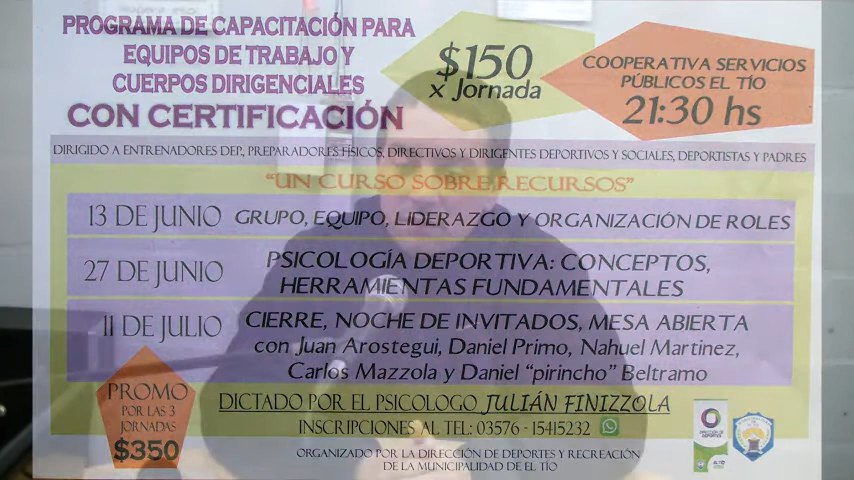 PROGRAMA DE CAPACITACIÓN PARA
EQUIPOS DE TRABAJO Y
CUERPOS DIRIGENCIALES
CON CERTIFICACIÓN
$150
x Jornada
COOPERATIVA SERVICIOS
PÚBLICOS EL TÍO
21:30 hs
DIRIGIDO A ENTRENADORES DEP., PREPARADORES FÍSICOS, DIRECTIVOS Y DIRIGENTES DEPORTIVOS Y SOCIALES, DEPORTISTAS Y PADRES
"UN CURSO SOBRE RECURSOS"
13 DE JUNIO GRUPO, EQUIPO, LIDERAZGO Y ORGANIZACIÓN DE ROLES
27 DE JUNIO PSICOLOGÍA DEPORTIVA: CONCEPTOS,
HERRAMIENTAS FUNDAMENTALES
11 DE JULIO CIERRE, NOCHE DE INVITADOS, MESA ABIERTA
con Juan Arostegui, Daniel Primo, Nahuel Martinez,
Carlos Mazzola y Daniel "pirincho" Beltramo
PROMO
POR LAS 3
JORNADAS
$350
DICTADO POR EL PSICOLOGO JULIÁN FINIZZOLA
INSCRIPCIONES AL TEL: 03576 - 15415232
ORGANIZADO POR LA DIRECCIÓN DE DEPORTES Y RECREACIÓN
DE LA MUNICIPALIDAD DE EL TÍO
DIRECCIÓN DE
DEPORTES